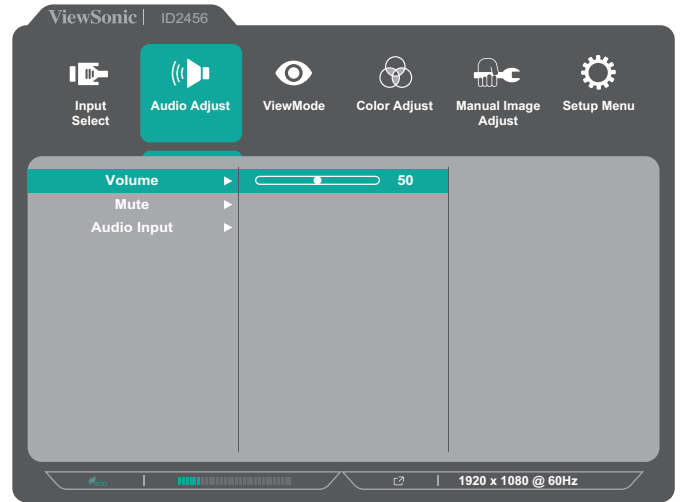 ViewSonic ID2456
Input Select
Audio Adjust
ViewMode
Color Adjust
Manual Image Adjust
Setup Menu
Volume 50
Mute
Audio Input
eco
1920 x 1080 @ 60Hz